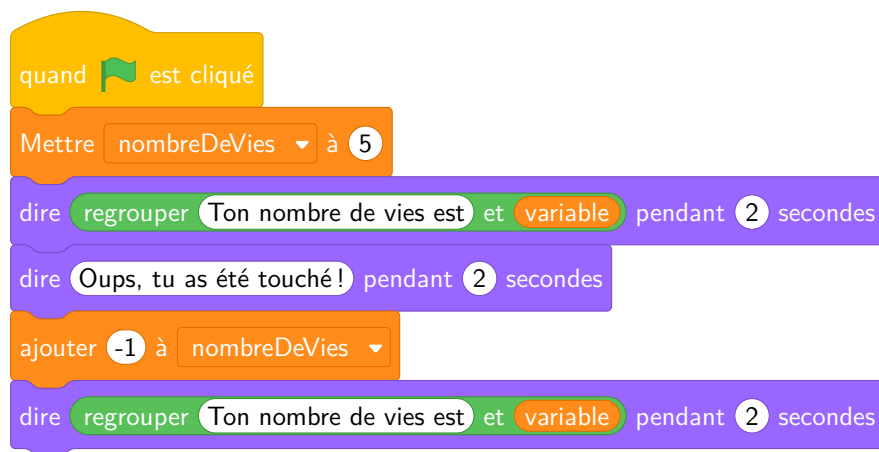 quand est cliqué
Mettre nombreDeVies à 5
dire regrouper Ton nombre de vies est et variable pendant 2 secondes
dire Oups, tu as été touché ! pendant 2 secondes
ajouter -1 à nombreDeVies
dire regrouper Ton nombre de vies est et variable pendant 2 secondes